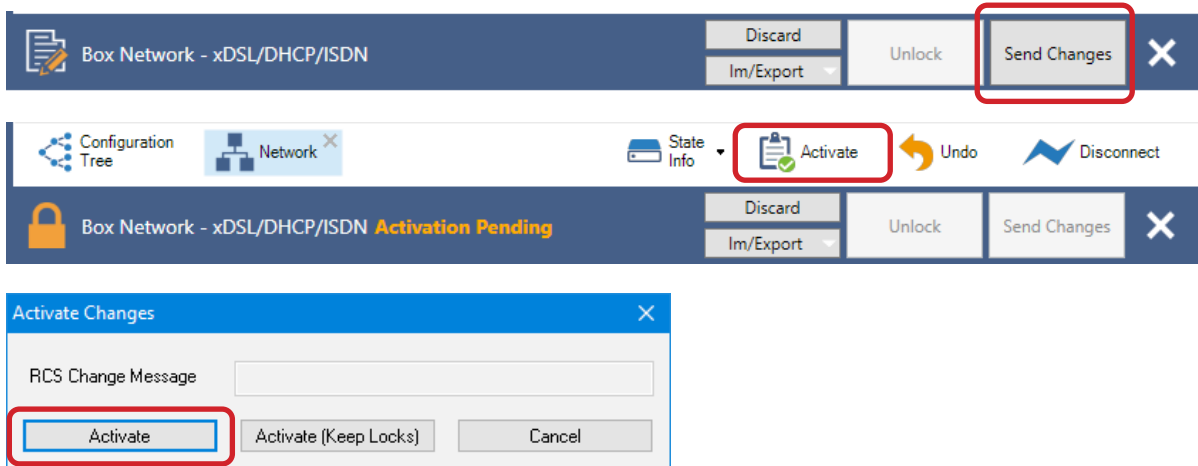 Box Network - xDSL/DHCP/ISDN
Discard
Im/Export
Unlock
Send Changes
Configuration
Tree
Network
State
Info
Activate
Undo
Disconnect
Box Network - xDSL/DHCP/ISDN Activation Pending
Discard
Im/Export
Unlock
Send Changes
Activate Changes
RCS Change Message
Activate
Activate (Keep Locks)
Cancel